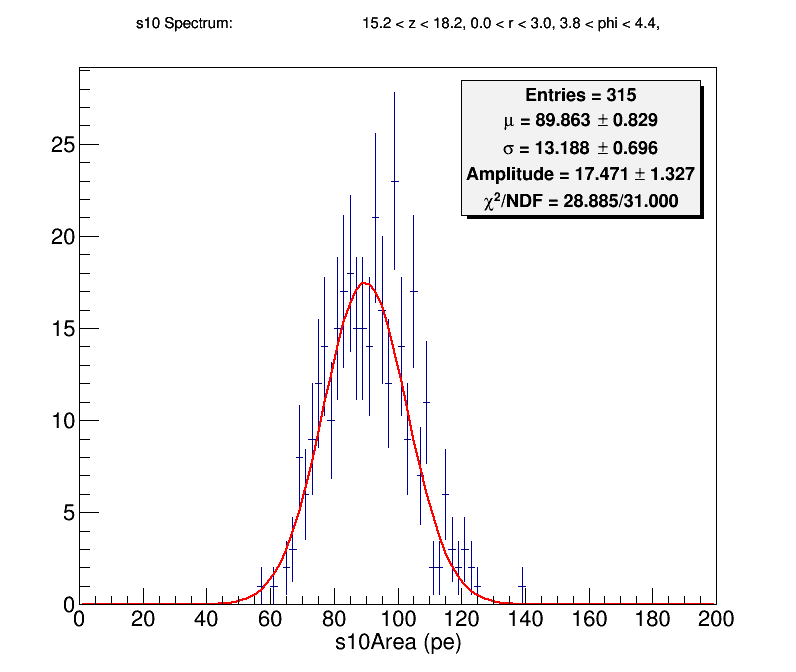 s10 Spectrum: 15.2 < z < 18.2, 0.0 < r < 3.0, 3.8 < phi < 4.4,
Entries = 315
μ = 89.863 ± 0.829
σ = 13.188 ± 0.696
Amplitude = 17.471 ± 1.327
χ²/NDF = 28.885/31.000
25
20
15
10
5
0
0 20 40 60 80 100 120 140 160 180 200
s10Area (pe)